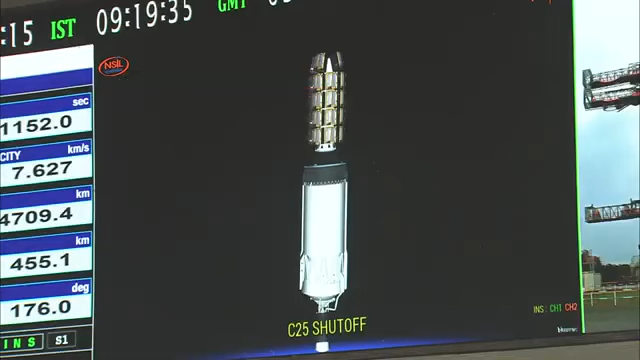 :15 IST 09:19:35 GMT
NSIL
sec
1152.0
CITY km/s
7.627
km
4709.4
km
455.1
deg
176.0
INS S1
C25 SHUTOFF
INS: CH1 CH2